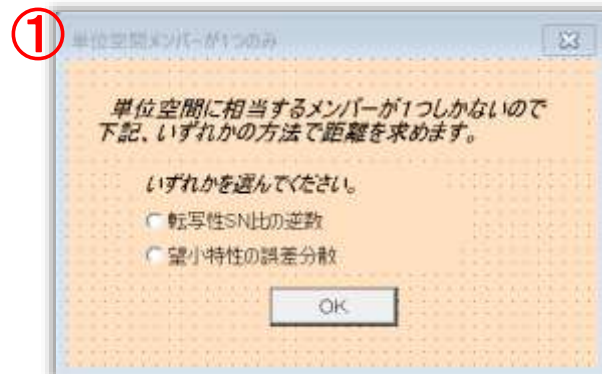 ①
単位空間メンバーが1つのみ
単位空間に相当するメンバーが1つしかないので
下記、いずれかの方法で距離を求めます。
いずれかを選んでください。
転写性SN比の逆数
望小特性の誤差分散
OK